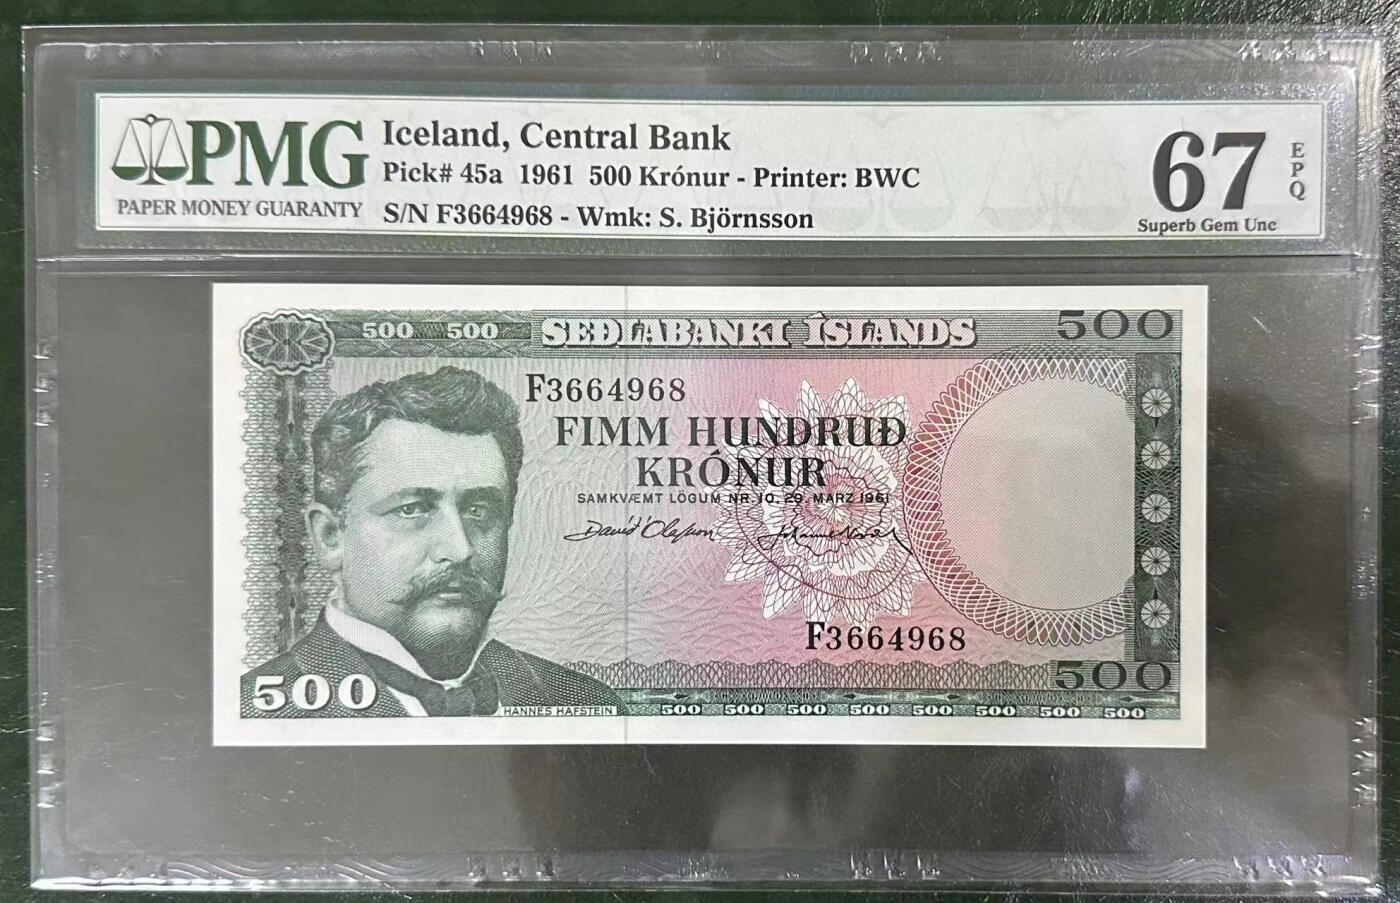 PMG
PAPER MONEY GUARANTY
Iceland, Central Bank
Pick# 45a 1961 500 Krónur - Printer: BWC
S/N F3664968 - Wmk: S. Björnsson
67
EPQ
Superb Gem Unc
500 500 SEÐLABANKI ÍSLANDS 500
F3664968
FIMM HUNDRUÐ
KRÓNUR
SAMKVÆMT LÖGUM NR. 10, 29. MARZ 1961
F3664968
500
500
HANNES HAFSTEIN
500 500 500 500 500 500 500 500